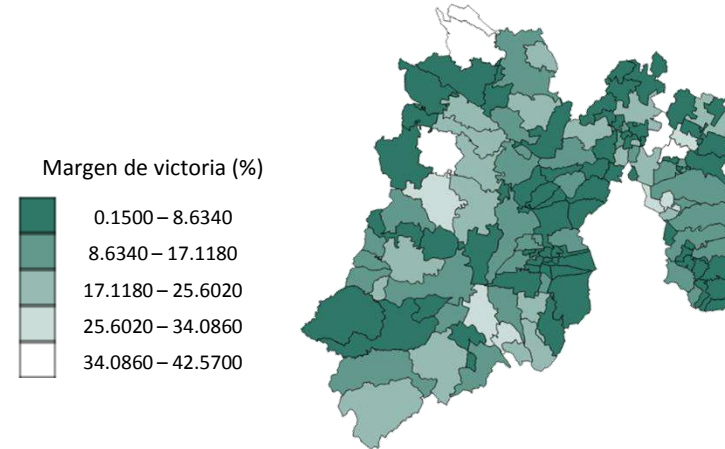 Margen de victoria (%)
0.1500 – 8.6340
8.6340 – 17.1180
17.1180 – 25.6020
25.6020 – 34.0860
34.0860 – 42.5700